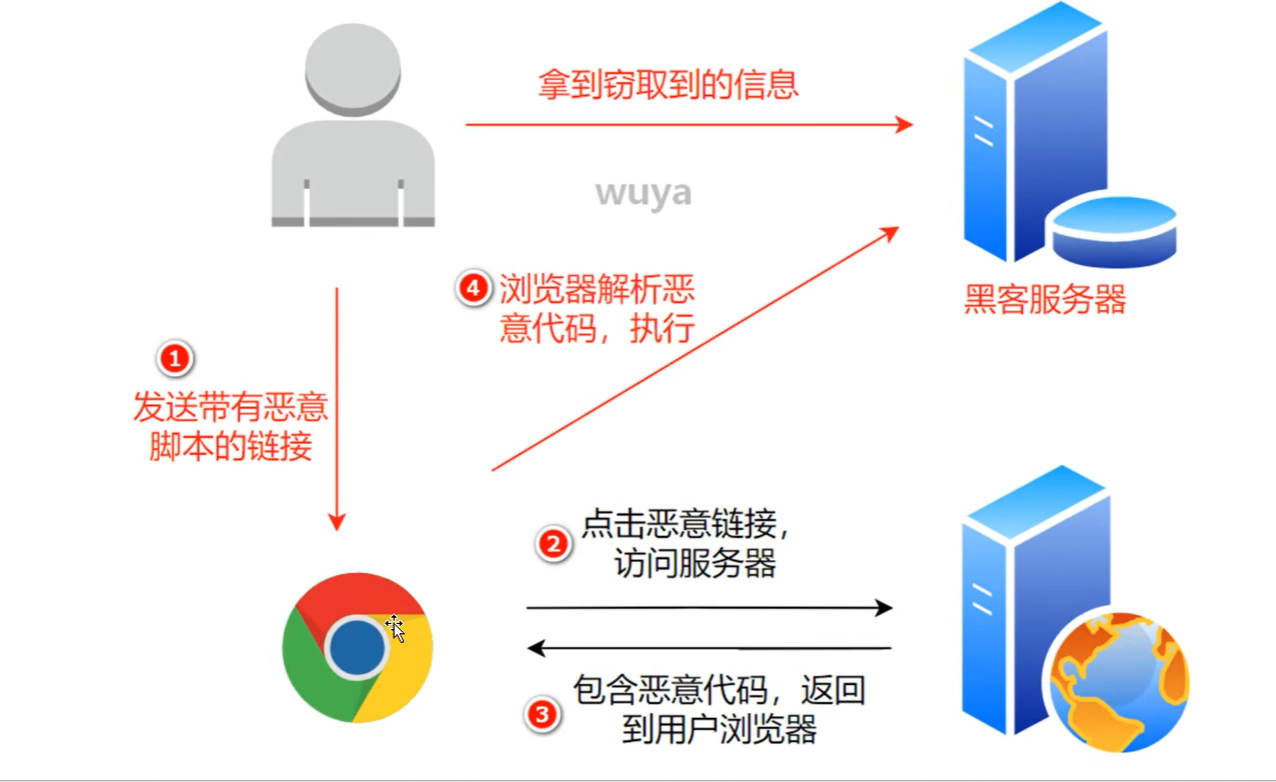 拿到窃取到的信息
wuya
4 浏览器解析恶
意代码，执行
黑客服务器
1
发送带有恶意
脚本的链接
2 点击恶意链接，
访问服务器
3 包含恶意代码，返回
到用户浏览器